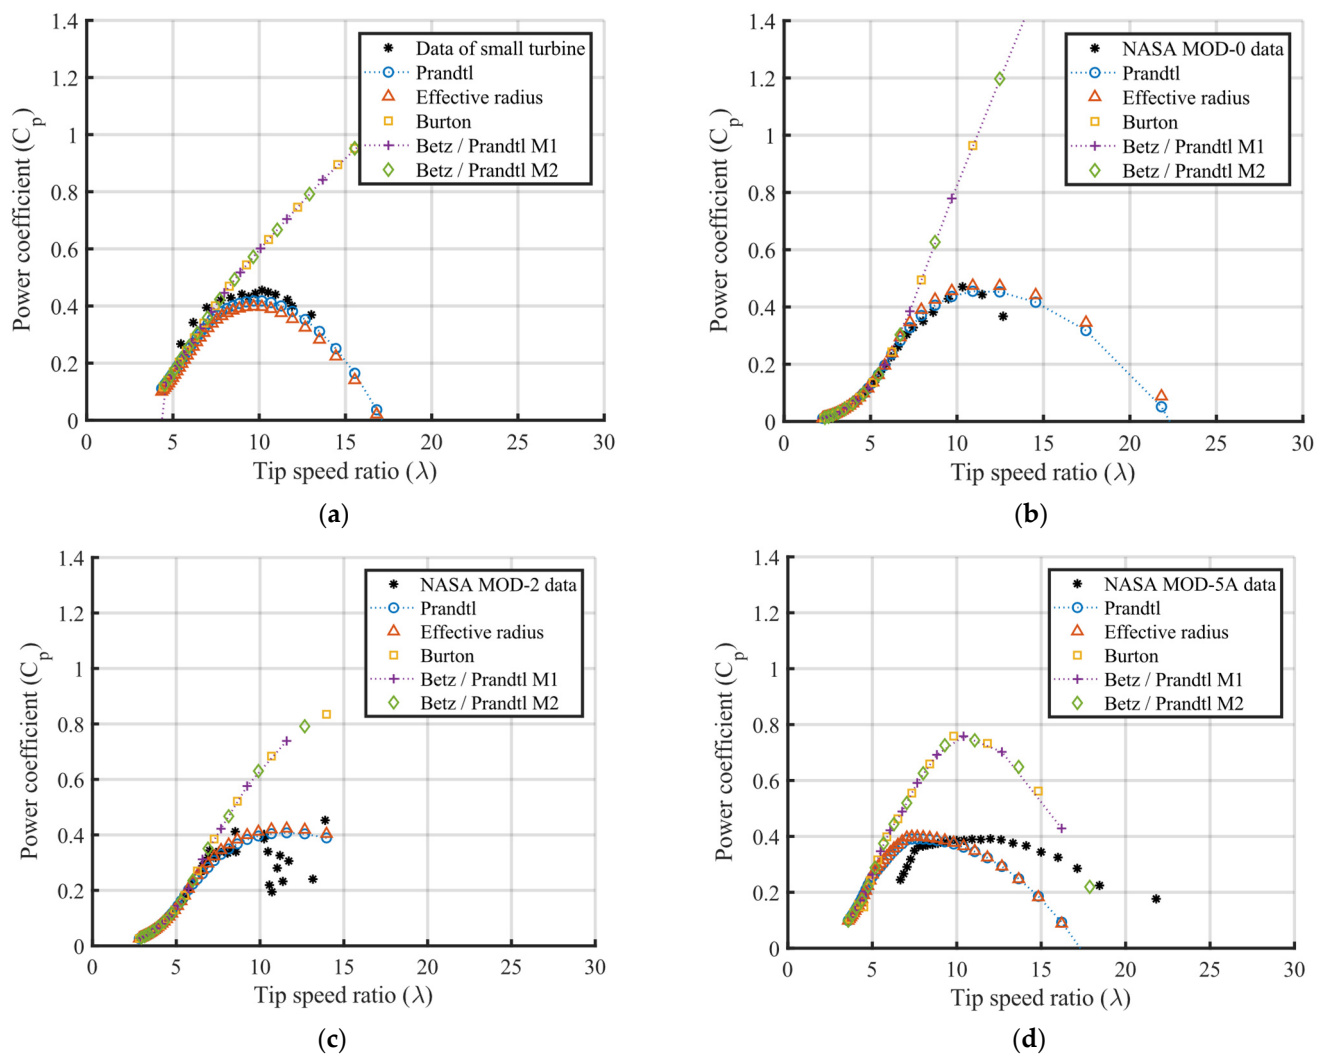 1.4
1.2
1
0.8
0.6
0.4
0.2
0
Power coefficient (C_p)
0 5 10 15 20 25 30
Tip speed ratio (λ)
Data of small turbine
Prandtl
Effective radius
Burton
Betz / Prandtl M1
Betz / Prandtl M2
(a)
1.4
1.2
1
0.8
0.6
0.4
0.2
0
Power coefficient (C_p)
0 5 10 15 20 25 30
Tip speed ratio (λ)
NASA MOD-0 data
Prandtl
Effective radius
Burton
Betz / Prandtl M1
Betz / Prandtl M2
(b)
1.4
1.2
1
0.8
0.6
0.4
0.2
0
Power coefficient (C_p)
0 5 10 15 20 25 30
Tip speed ratio (λ)
NASA MOD-2 data
Prandtl
Effective radius
Burton
Betz / Prandtl M1
Betz / Prandtl M2
(c)
1.4
1.2
1
0.8
0.6
0.4
0.2
0
Power coefficient (C_p)
0 5 10 15 20 25 30
Tip speed ratio (λ)
NASA MOD-5A data
Prandtl
Effective radius
Burton
Betz / Prandtl M1
Betz / Prandtl M2
(d)